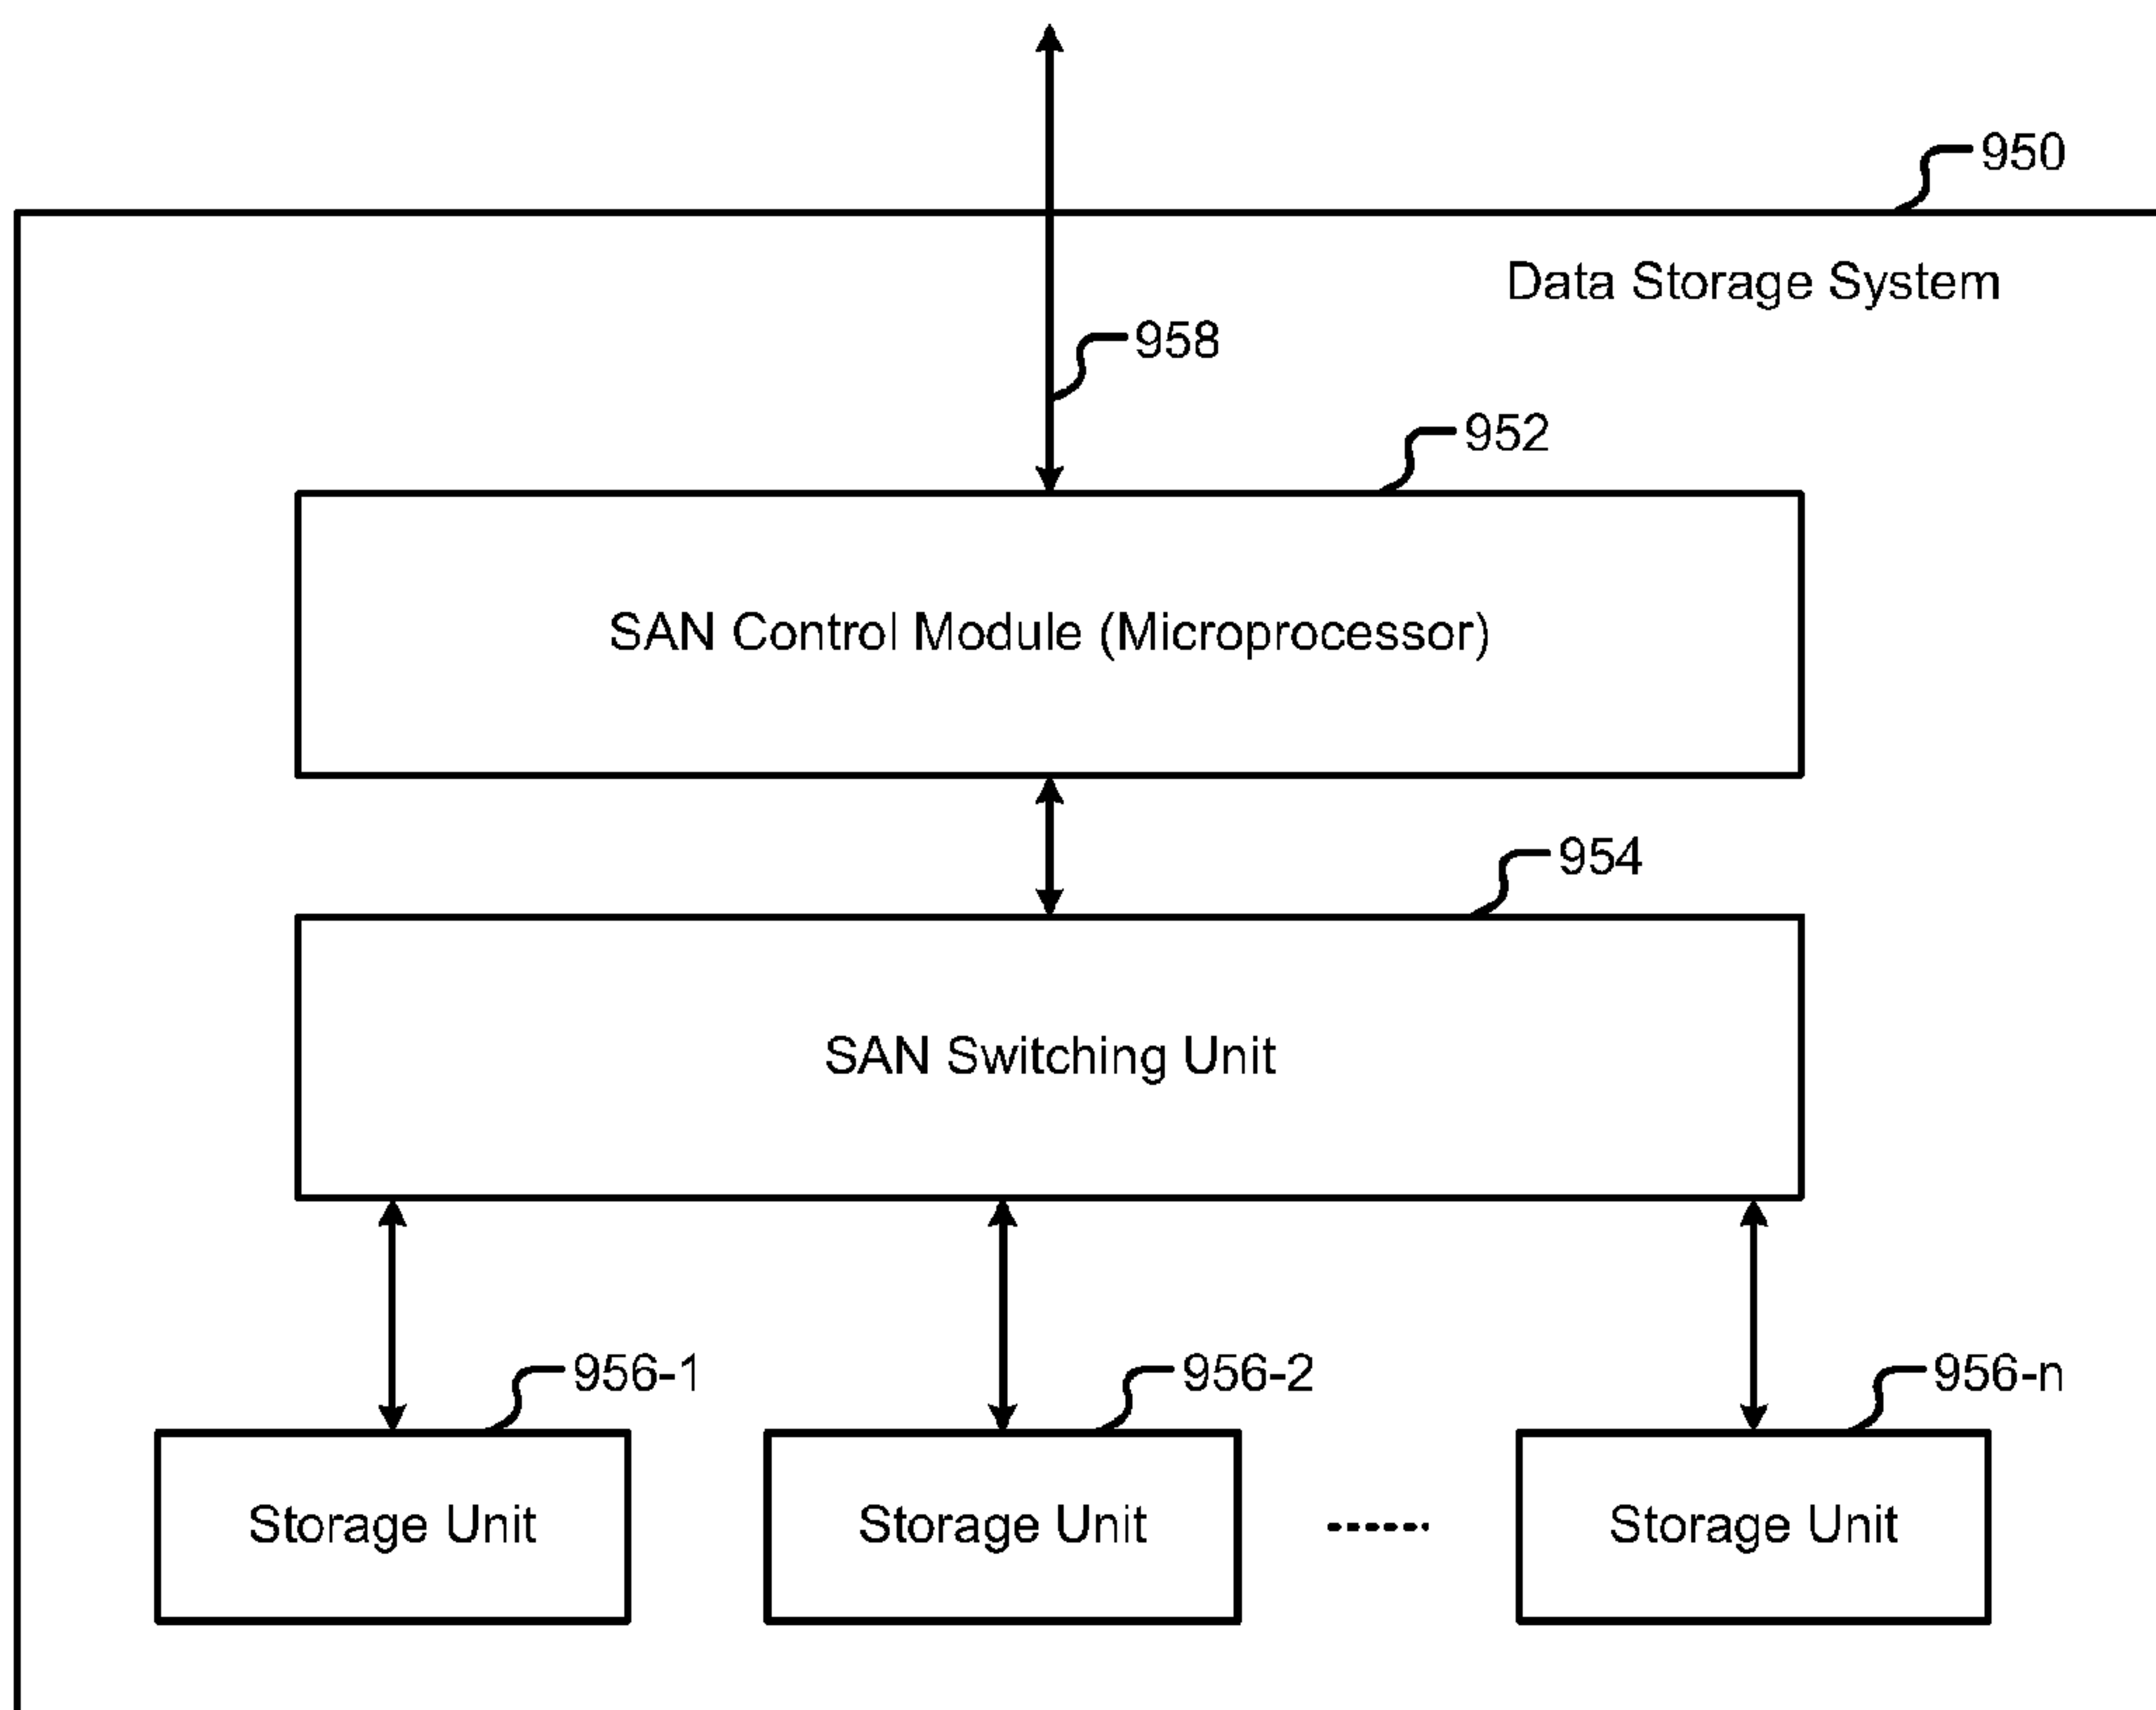 950
Data Storage System
958
952
SAN Control Module (Microprocessor)
954
SAN Switching Unit
956-1
956-2
956-n
Storage Unit
Storage Unit
Storage Unit